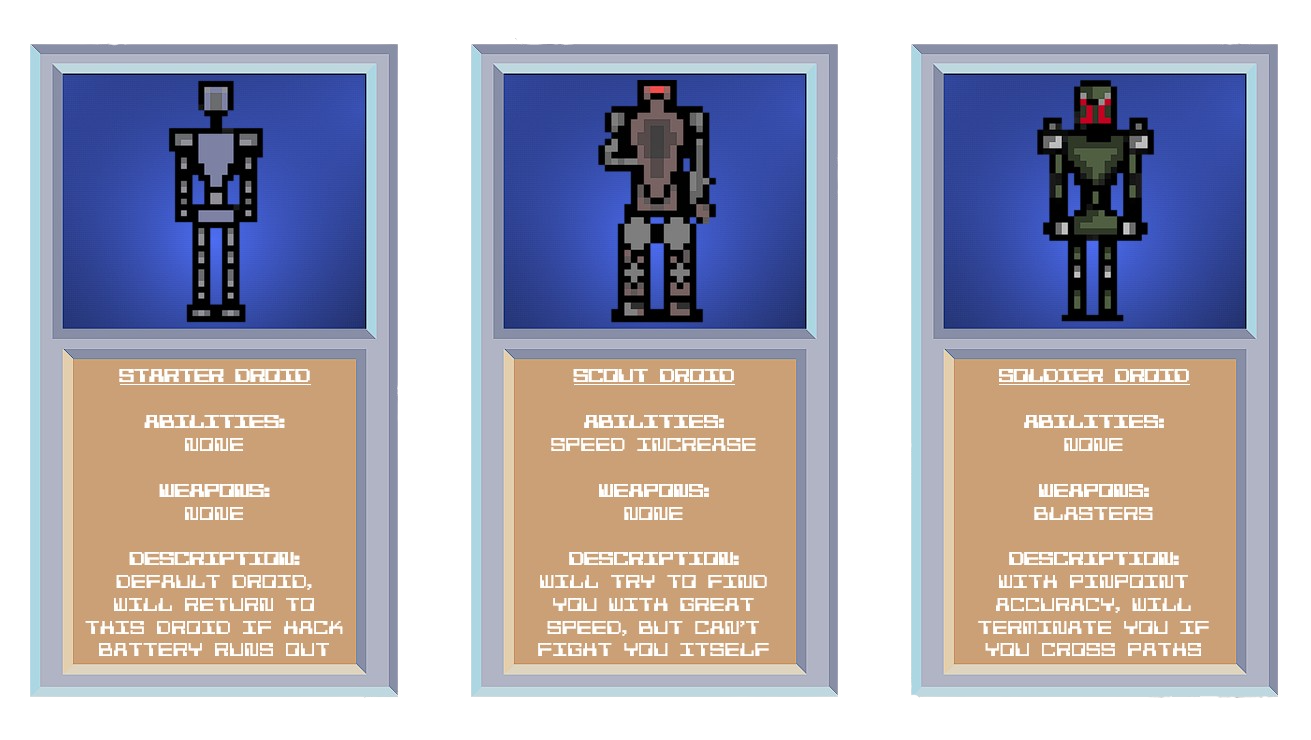 STARTER DROID
ABILITIES:
NONE
WEAPONS:
NONE
DESCRIPTION:
DEFAULT DROID,
WILL RETURN TO
THIS DROID IF HACK
BATTERY RUNS OUT
SCOUT DROID
ABILITIES:
SPEED INCREASE
WEAPONS:
NONE
DESCRIPTION:
WILL TRY TO FIND
YOU WITH GREAT
SPEED, BUT CAN'T
FIGHT YOU ITSELF
SOLDIER DROID
ABILITIES:
NONE
WEAPONS:
BLASTERS
DESCRIPTION:
WITH PINPOINT
ACCURACY, WILL
TERMINATE YOU IF
YOU CROSS PATHS